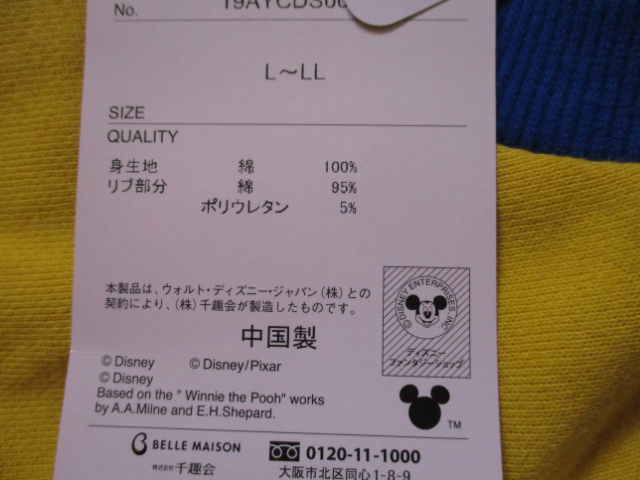 No. 19AYCDS0
L～LL
SIZE
QUALITY
身生地 綿 100%
リブ部分 綿 95%
ポリウレタン 5%
本製品は、ウォルト・ディズニー・ジャパン(株)との
契約により、(株)千趣会が製造したものです。
中国製
© DISNEY ENTERPRISES INC
ディズニー
ファンタジーショップ
© Disney © Disney/Pixar
© Disney
Based on the " Winnie the Pooh" works
by A.A.Milne and E.H.Shepard.
TM
BELLE MAISON
株式会社 千趣会
0120-11-1000
大阪市北区同心1-8-9